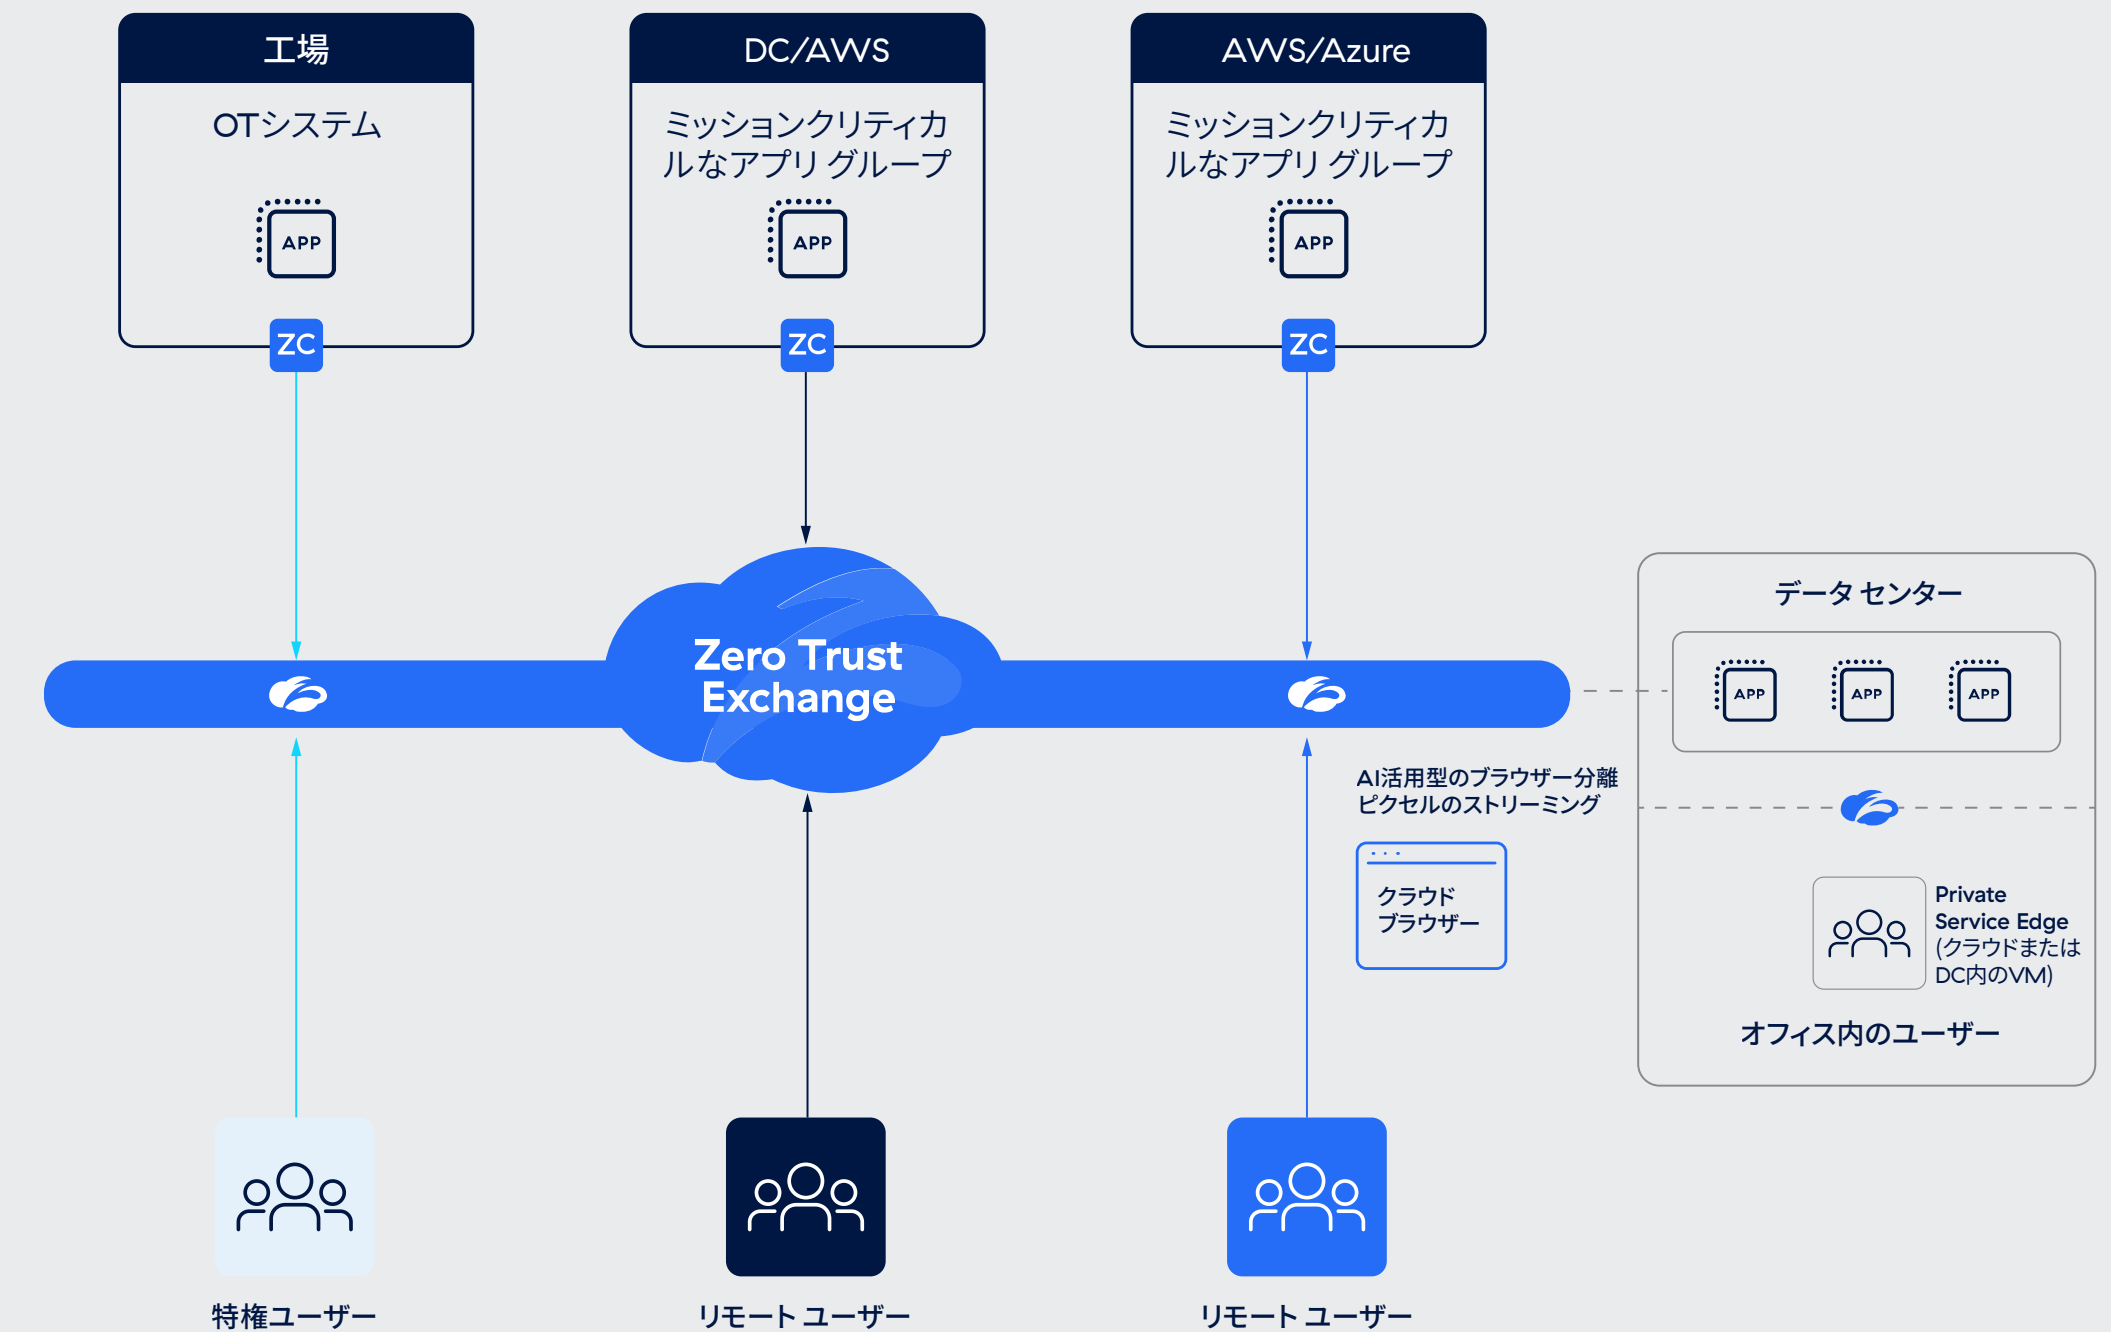 工場
OTシステム
APP
ZC
DC/AWS
ミッションクリティカ
ルなアプリ グループ
APP
ZC
AWS/Azure
ミッションクリティカ
ルなアプリ グループ
APP
ZC
Zero Trust
Exchange
AI活用型のブラウザー分離
ピクセルのストリーミング
クラウド
ブラウザー
データ センター
APP
APP
APP
Private
Service Edge
(クラウドまたは
DC内のVM)
オフィス内のユーザー
特権ユーザー
リモート ユーザー
リモート ユーザー